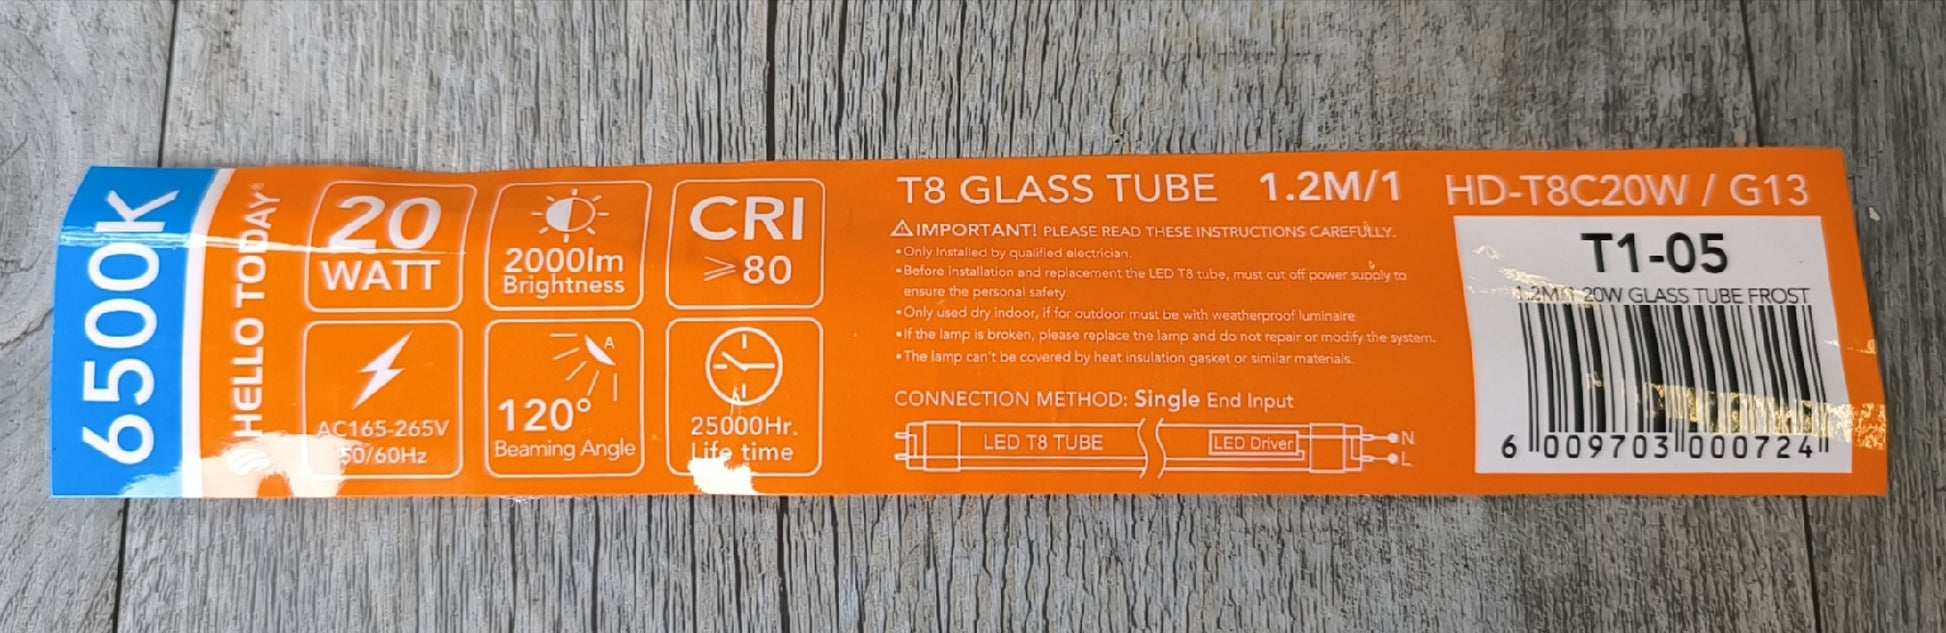 6500K
HELLO TODAY®
20
WATT
2000lm
Brightness
CRI
⩾80
AC165-265V
50/60Hz
A
120°
Beaming Angle
25000Hr.
Life time
T8 GLASS TUBE 1.2M/1
⚠IMPORTANT! PLEASE READ THESE INSTRUCTIONS CAREFULLY.
•Only Installed by qualified electrician.
•Before installation and replacement the LED T8 tube, must cut off power supply to
ensure the personal safety.
•Only used dry indoor, if for outdoor must be with weatherproof luminaire
•If the lamp is broken, please replace the lamp and do not repair or modify the system.
•The lamp can't be covered by heat insulation gasket or similar materials.
CONNECTION METHOD: Single End Input
LED T8 TUBE
LED Driver
N
L
HD-T8C20W / G13
T1-05
1.2M/1 20W GLASS TUBE FROST
6 009703 000724